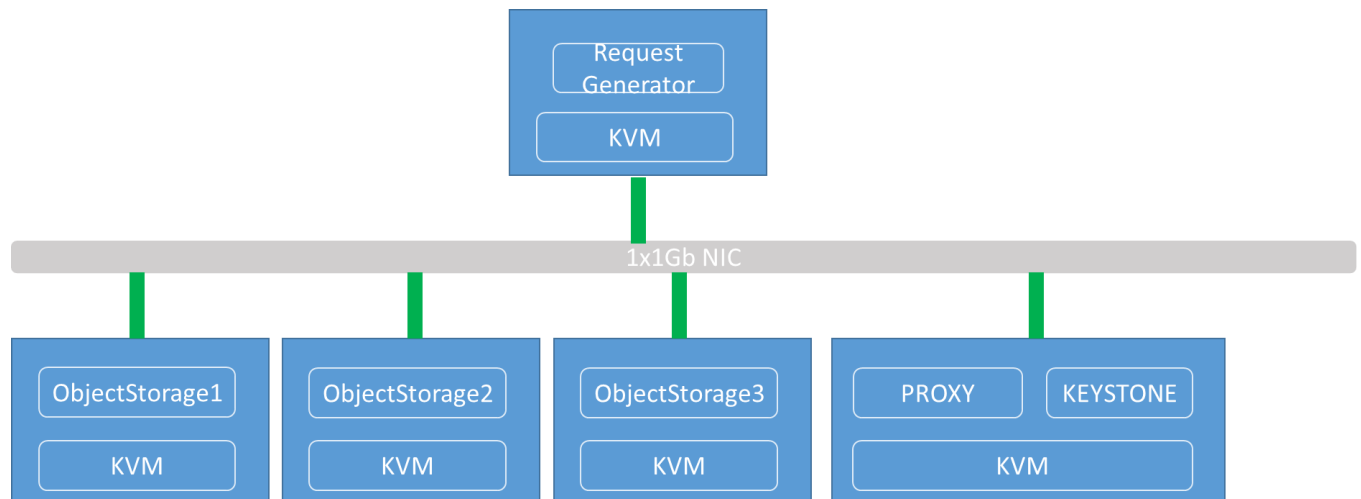 Request
Generator
KVM
1x1Gb NIC
ObjectStorage1
ObjectStorage2
ObjectStorage3
PROXY
KEYSTONE
KVM
KVM
KVM
KVM